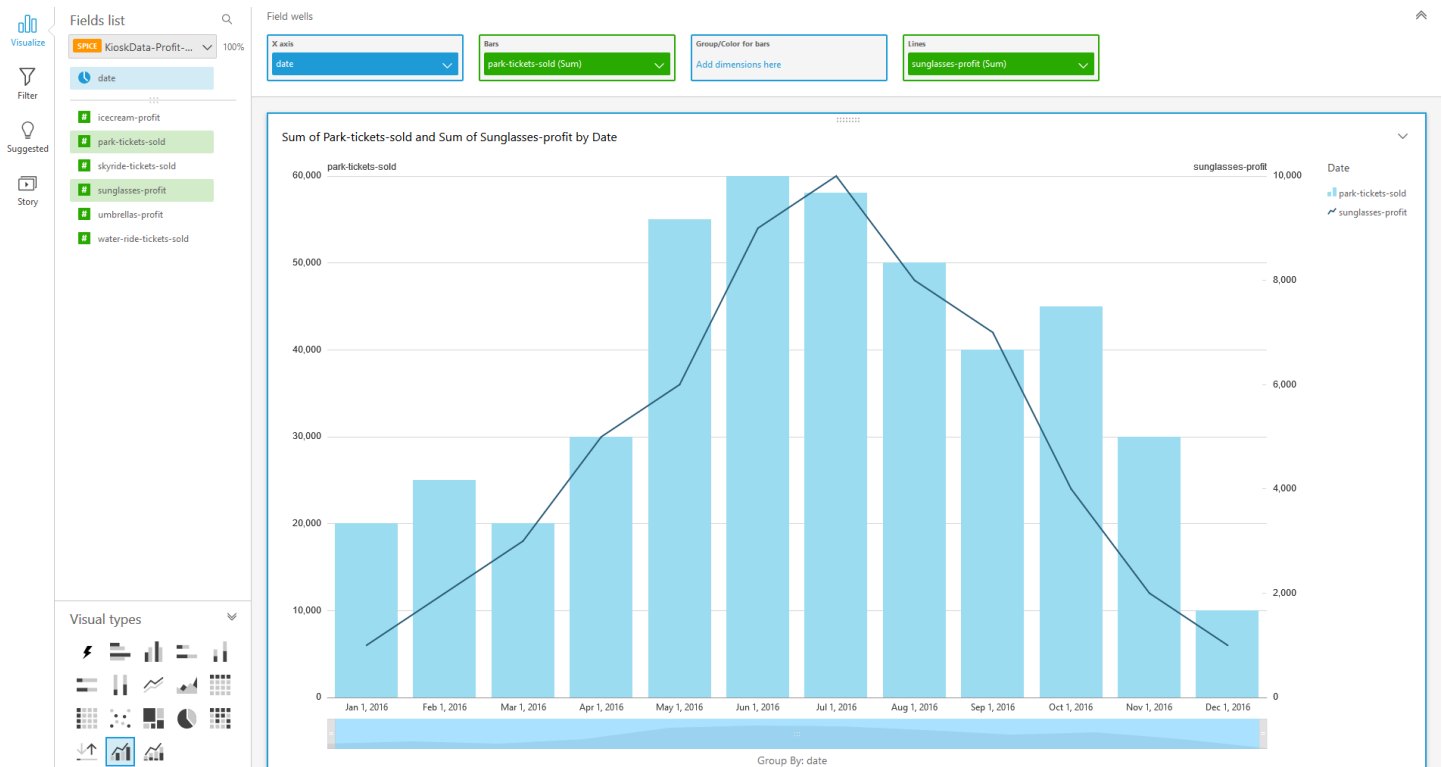 Visualize
Filter
Suggested
Story
Fields list
SPICE KioskData-Profit-... 100%
date
# icecream-profit
# park-tickets-sold
# skyride-tickets-sold
# sunglasses-profit
# umbrellas-profit
# water-ride-tickets-sold
Visual types
Field wells
X axis
date
Bars
park-tickets-sold (Sum)
Group/Color for bars
Add dimensions here
Lines
sunglasses-profit (Sum)
Sum of Park-tickets-sold and Sum of Sunglasses-profit by Date
park-tickets-sold
60,000
50,000
40,000
30,000
20,000
10,000
0
sunglasses-profit
10,000
8,000
6,000
4,000
2,000
0
Jan 1, 2016 Feb 1, 2016 Mar 1, 2016 Apr 1, 2016 May 1, 2016 Jun 1, 2016 Jul 1, 2016 Aug 1, 2016 Sep 1, 2016 Oct 1, 2016 Nov 1, 2016 Dec 1, 2016
Group By: date
Date
park-tickets-sold
sunglasses-profit